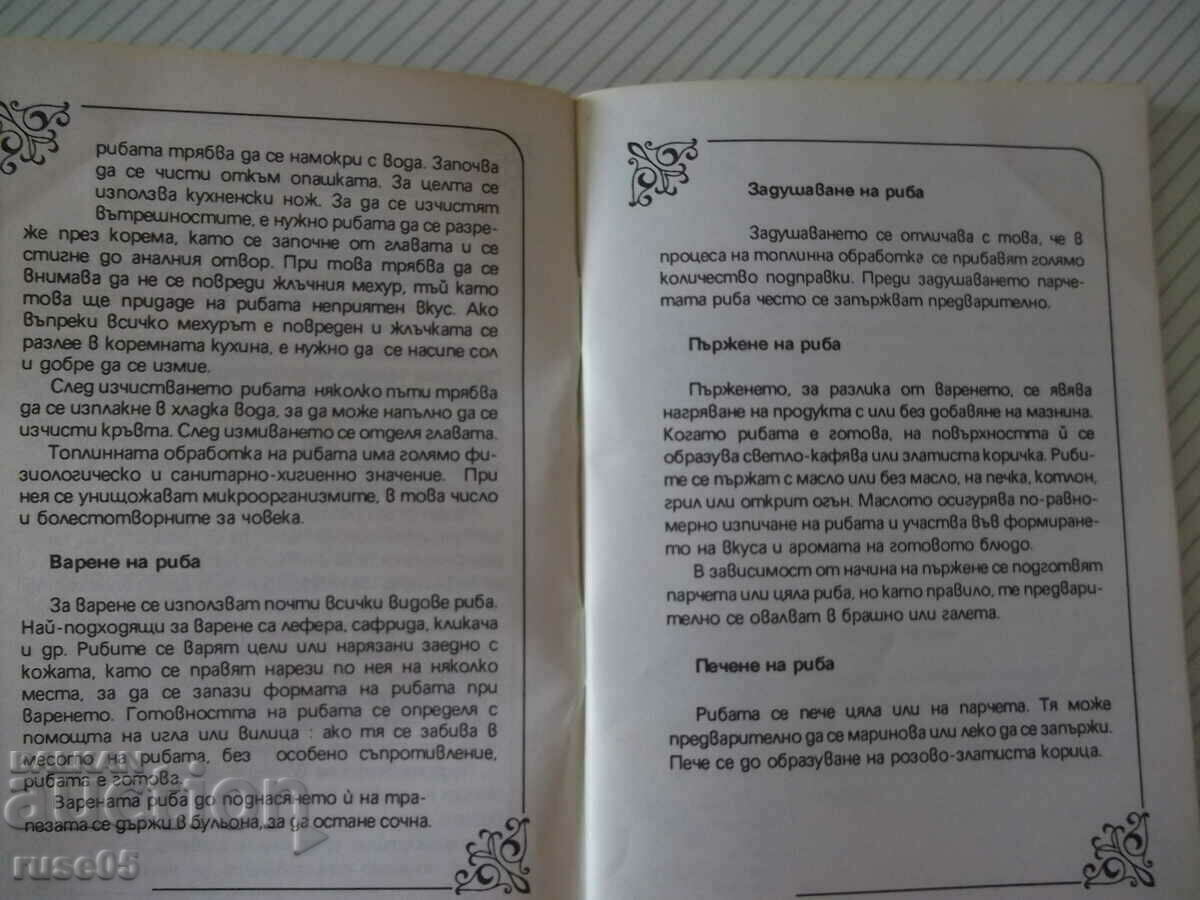 рибата трябва да се намокри с вода. Започва
да се чисти откъм опашката. За целта се
използва кухненски нож. За да се изчистят
вътрешностите, е нужно рибата да се разре-
же през корема, като се започне от главата и се
стигне до аналния отвор. При това трябва да се
внимава да не се повреди жлъчния мехур, тъй като
това ще придаде на рибата неприятен вкус. Ако
въпреки всичко мехурът е повреден и жлъчката се
разлее в коремната кухина, е нужно да се насипе сол
и добре да се измие.
След изчистването рибата няколко пъти трябва
да се изплакне в хладка вода, за да може напълно да се
изчисти кръвта. След измиването се отделя главата.
Топлинната обработка на рибата има голямо фи-
зиологическо и санитарно-хигиенно значение. При
нея се унищожават микроорганизмите, в това число
и болестотворните за човека.
Варене на риба
За варене се използват почти всички видове риба.
Най-подходящи за варене са лефера, сафрида, кликача
и др. Рибите се варят цели или нарязани заедно с
кожата, като се правят нарези по нея на няколко
места, за да се запази формата на рибата при
варенето. Готовността на рибата се определя с
помощта на игла или вилица : ако тя се забива в
месото на рибата, без особено съпротивление,
рибата е готова.
Варената риба до поднасянето ѝ на тра-
пезата се държи в бульона, за да остане сочна.
Задушаване на риба
Задушаването се отличава с това, че в
процеса на топлинна обработка се прибавят голямо
количество подправки. Преди задушаването парче-
тата риба често се запържват предварително.
Пържене на риба
Пърженето, за разлика от варенето, се явява
нагряване на продукта с или без добавяне на мазнина.
Когато рибата е готова, на повърхността й се
образува светло-кафява или златиста коричка. Риби-
те се пържат с масло или без масло, на печка, котлон,
грил или открит огън. Маслото осигурява по-равно-
мерно изпичане на рибата и участва във формиране-
то на вкуса и аромата на готовото блюдо.
В зависимост от начина на пържене се подготвят
парчета или цяла риба, но като правило, те предвари-
телно се овалват в брашно или галета.
Печене на риба
Рибата се пече цяла или на парчета. Тя може
предварително да се маринова или леко да се запържи.
Пече се до образуване на розово-златиста корица.
BALKAN
auction
ruse05